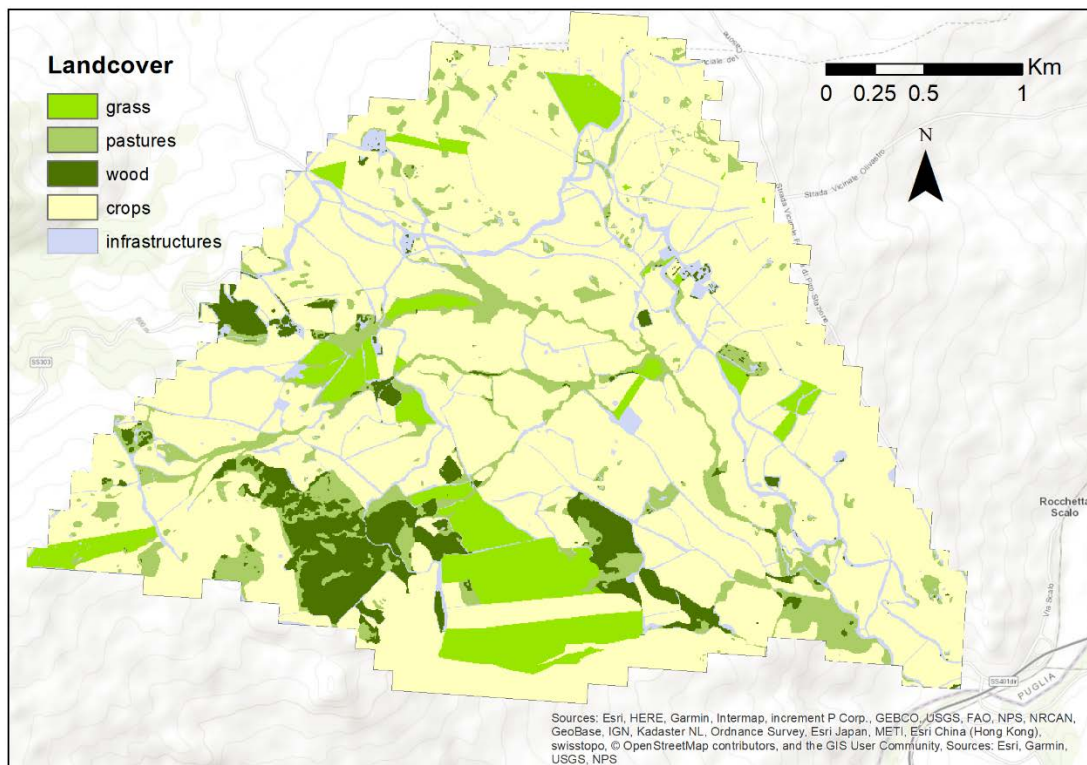 Landcover
grass
pastures
wood
crops
infrastructures
Km
0 0.25 0.5 1
N
Strada Vicinale Olivastro
SS303
Rocchetta
Scalo
Via Scalo
SS401dir
PUGLIA
Sources: Esri, HERE, Garmin, Intermap, increment P Corp., GEBCO, USGS, FAO, NPS, NRCAN,
GeoBase, IGN, Kadaster NL, Ordnance Survey, Esri Japan, METI, Esri China (Hong Kong),
swisstopo, © OpenStreetMap contributors, and the GIS User Community, Sources: Esri, Garmin,
USGS, NPS